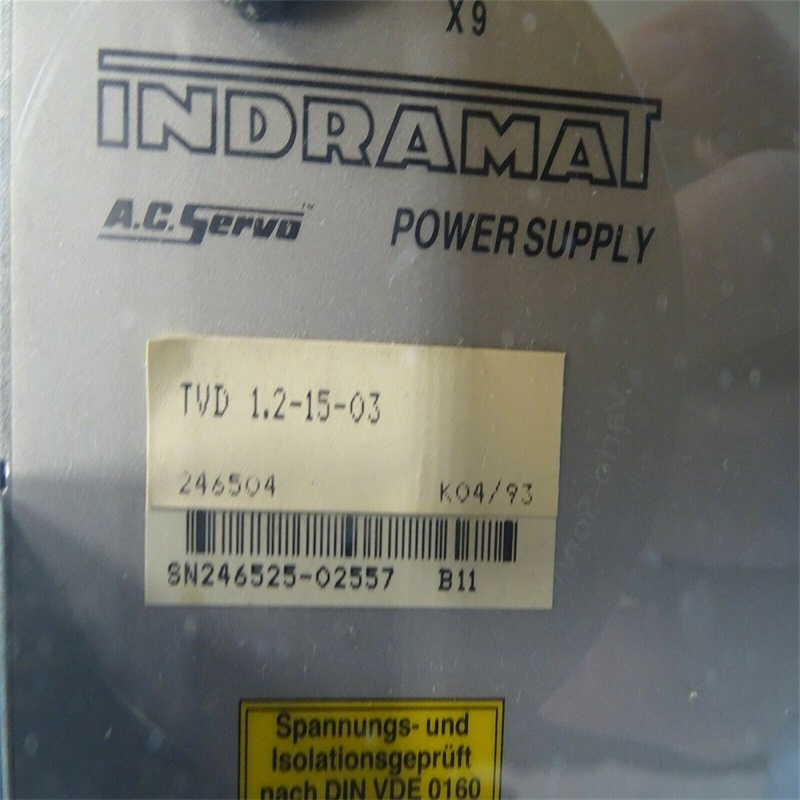 X9
INDRAMAT
A.C. Servo™ POWER SUPPLY
TVD 1.2-15-03
246504 K04/93
SN246525-02557 B11
Spannungs- und
Isolationsgeprüft
nach DIN VDE 0160